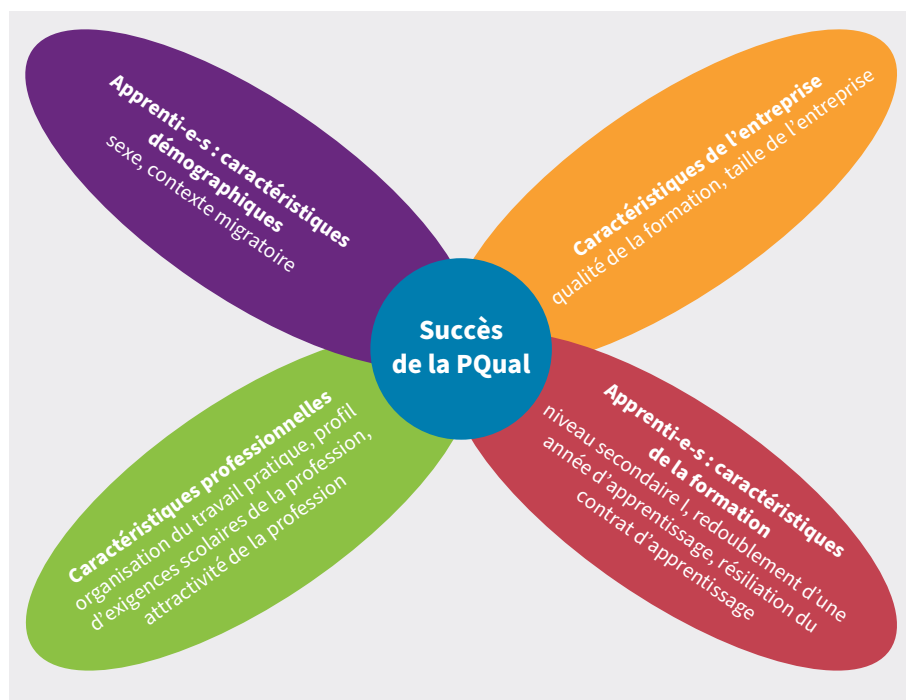 Apprenti-e-s : caractéristiques
démographiques
sexe, contexte migratoire
Caractéristiques de l’entreprise
qualité de la formation, taille de l’entreprise
Succès
de la PQual
Caractéristiques professionnelles
organisation du travail pratique, profil
d’exigences scolaires de la profession,
attractivité de la profession
Apprenti-e-s : caractéristiques
de la formation
niveau secondaire I, redoublement d’une
année d’apprentissage, résiliation du
contrat d’apprentissage